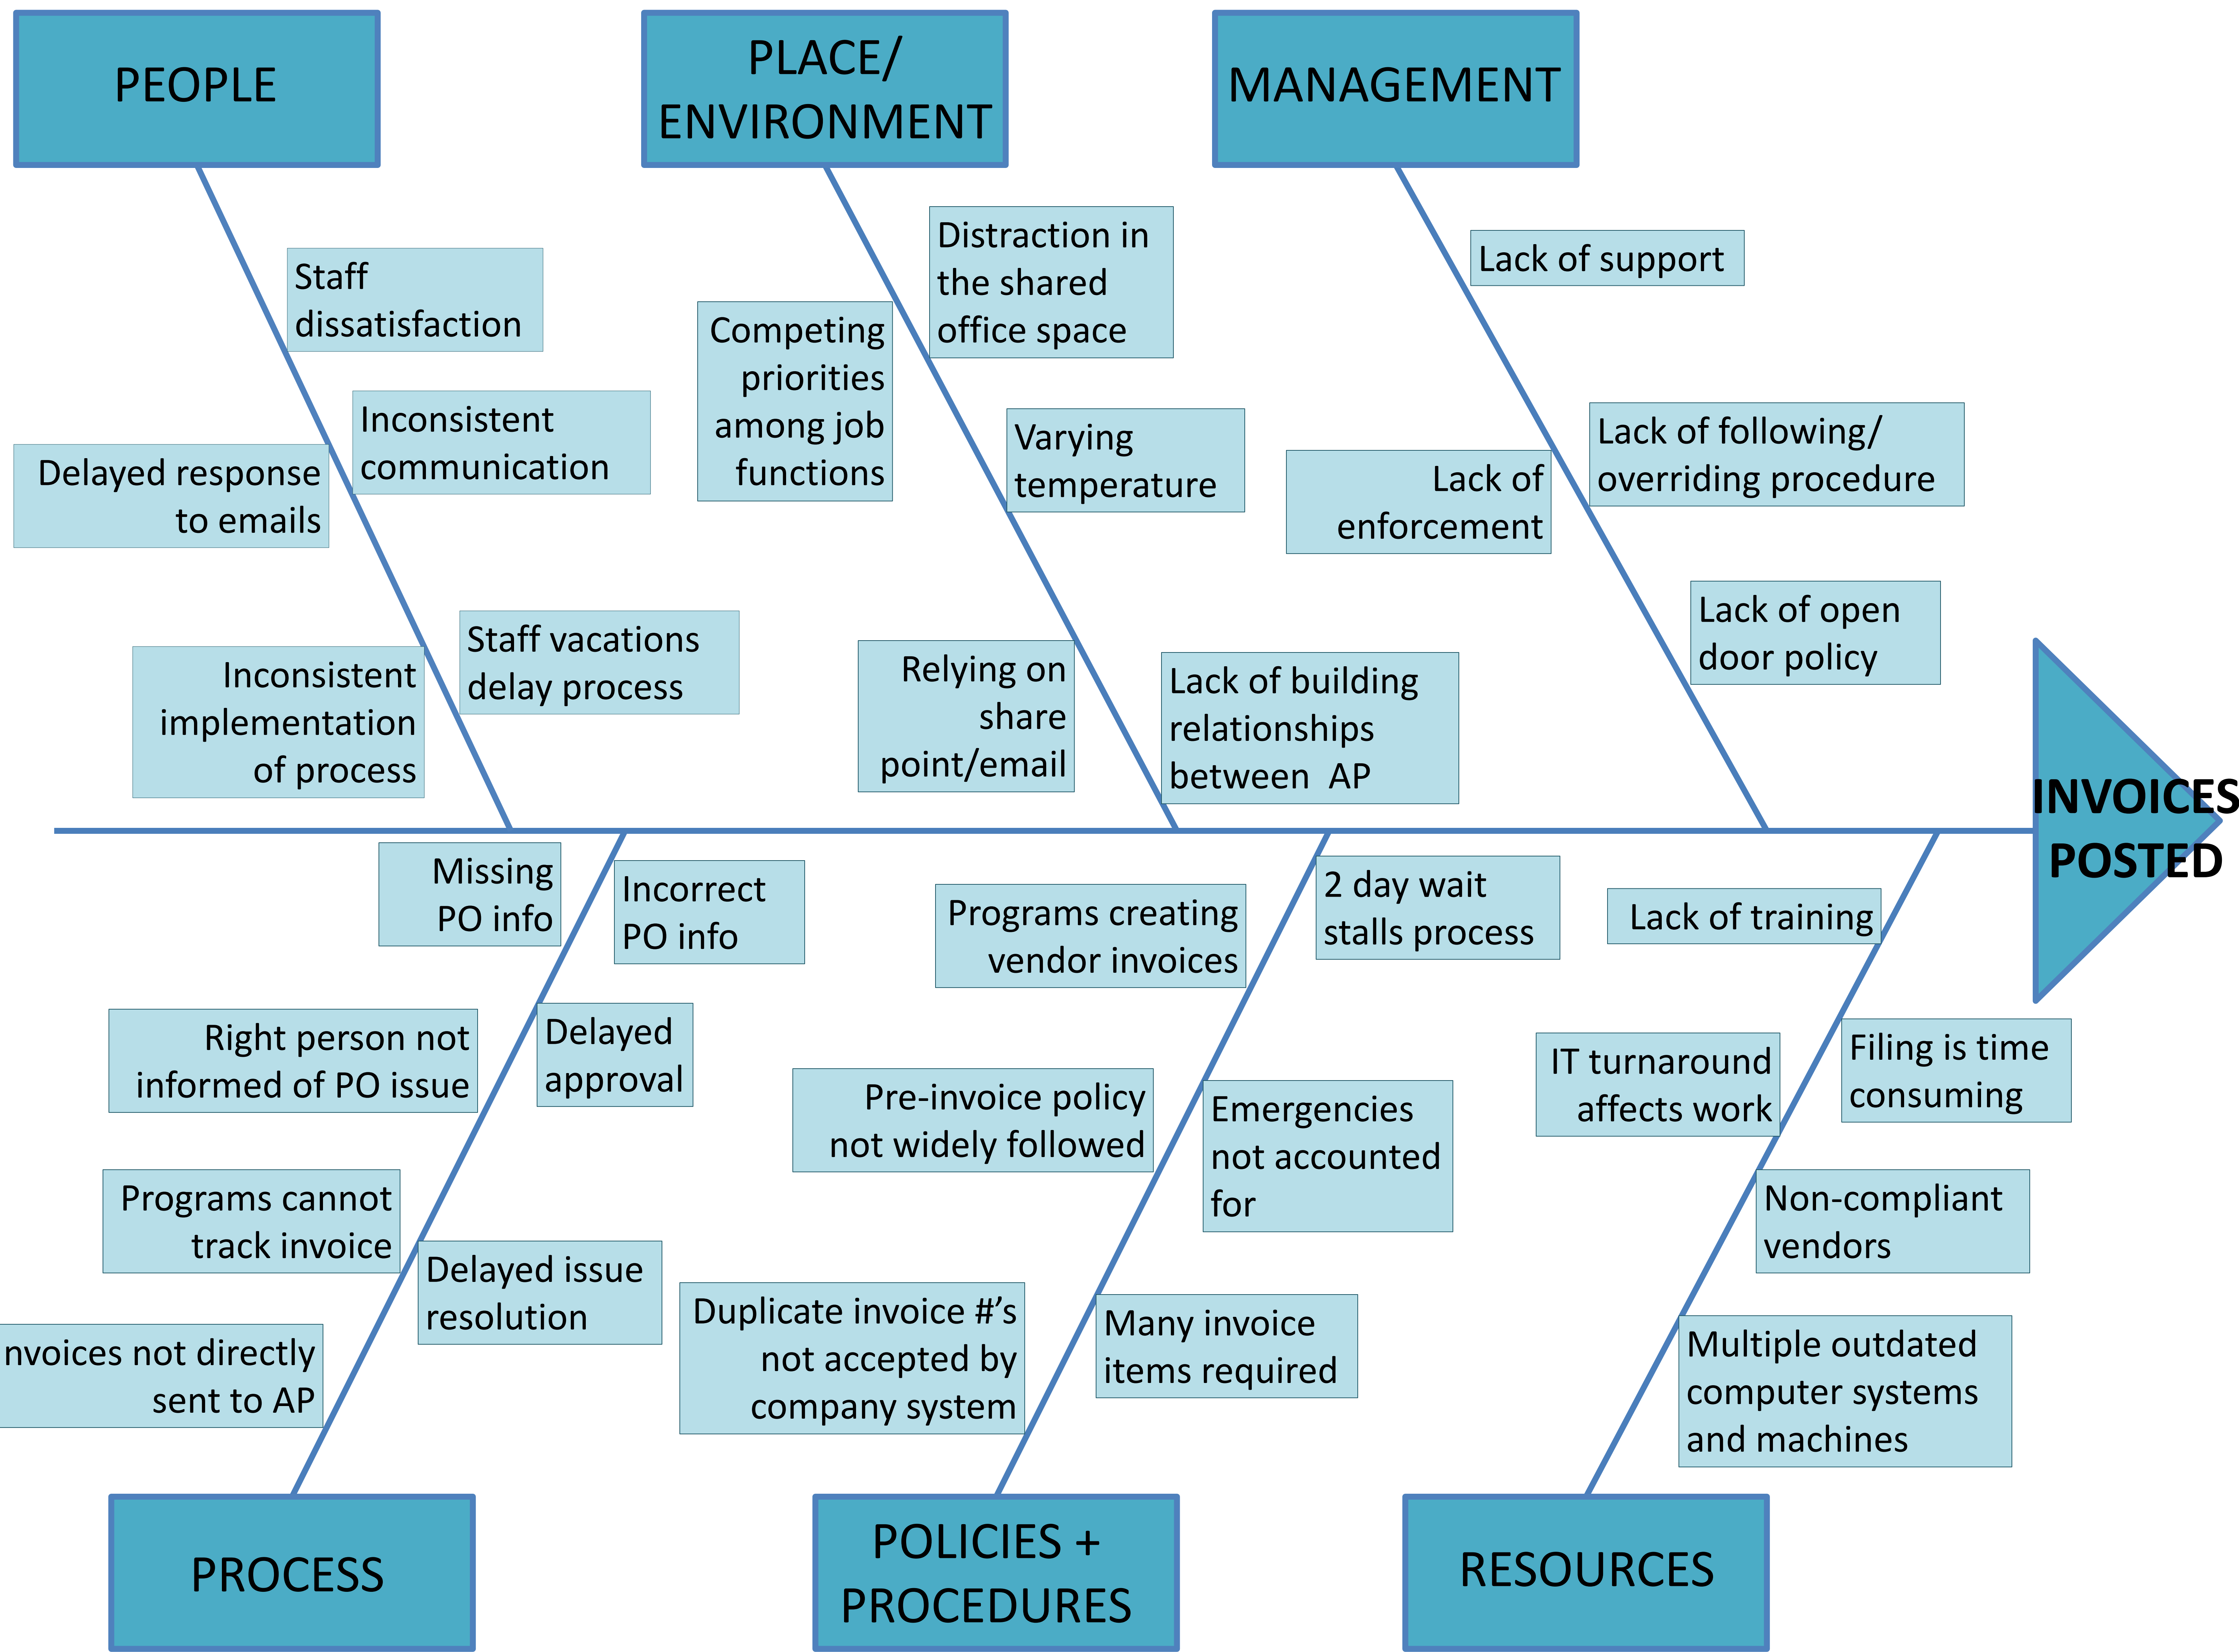 PEOPLE
PLACE/
ENVIRONMENT
MANAGEMENT
Staff
dissatisfaction
Inconsistent
communication
Delayed response
to emails
Staff vacations
delay process
Inconsistent
implementation
of process
Distraction in
the shared
office space
Competing
priorities
among job
functions
Varying
temperature
Relying on
share
point/email
Lack of building
relationships
between AP
Lack of support
Lack of following/
overriding procedure
Lack of
enforcement
Lack of open
door policy
INVOICES
POSTED
Missing
PO info
Incorrect
PO info
Right person not
informed of PO issue
Delayed
approval
Programs cannot
track invoice
Delayed issue
resolution
nvoices not directly
sent to AP
Programs creating
vendor invoices
2 day wait
stalls process
Pre-invoice policy
not widely followed
Emergencies
not accounted
for
Duplicate invoice #’s
not accepted by
company system
Many invoice
items required
Lack of training
IT turnaround
affects work
Filing is time
consuming
Non-compliant
vendors
Multiple outdated
computer systems
and machines
PROCESS
POLICIES +
PROCEDURES
RESOURCES